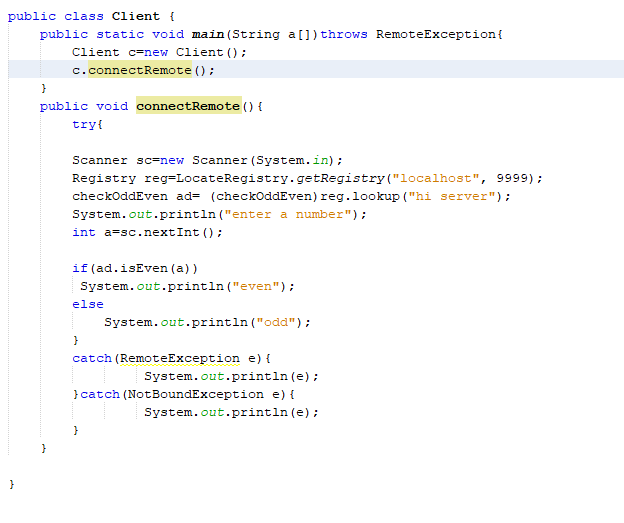 public class Client {
public static void main(String a[])throws RemoteException{
Client c=new Client();
c.connectRemote();
}
public void connectRemote(){
try{
Scanner sc=new Scanner(System.in);
Registry reg=LocateRegistry.getRegistry("localhost", 9999);
checkOddEven ad= (checkOddEven)reg.lookup("hi server");
System.out.println("enter a number");
int a=sc.nextInt();
if(ad.isEven(a))
System.out.println("even");
else
System.out.println("odd");
}
catch(RemoteException e){
System.out.println(e);
}catch(NotBoundException e){
System.out.println(e);
}
}
}